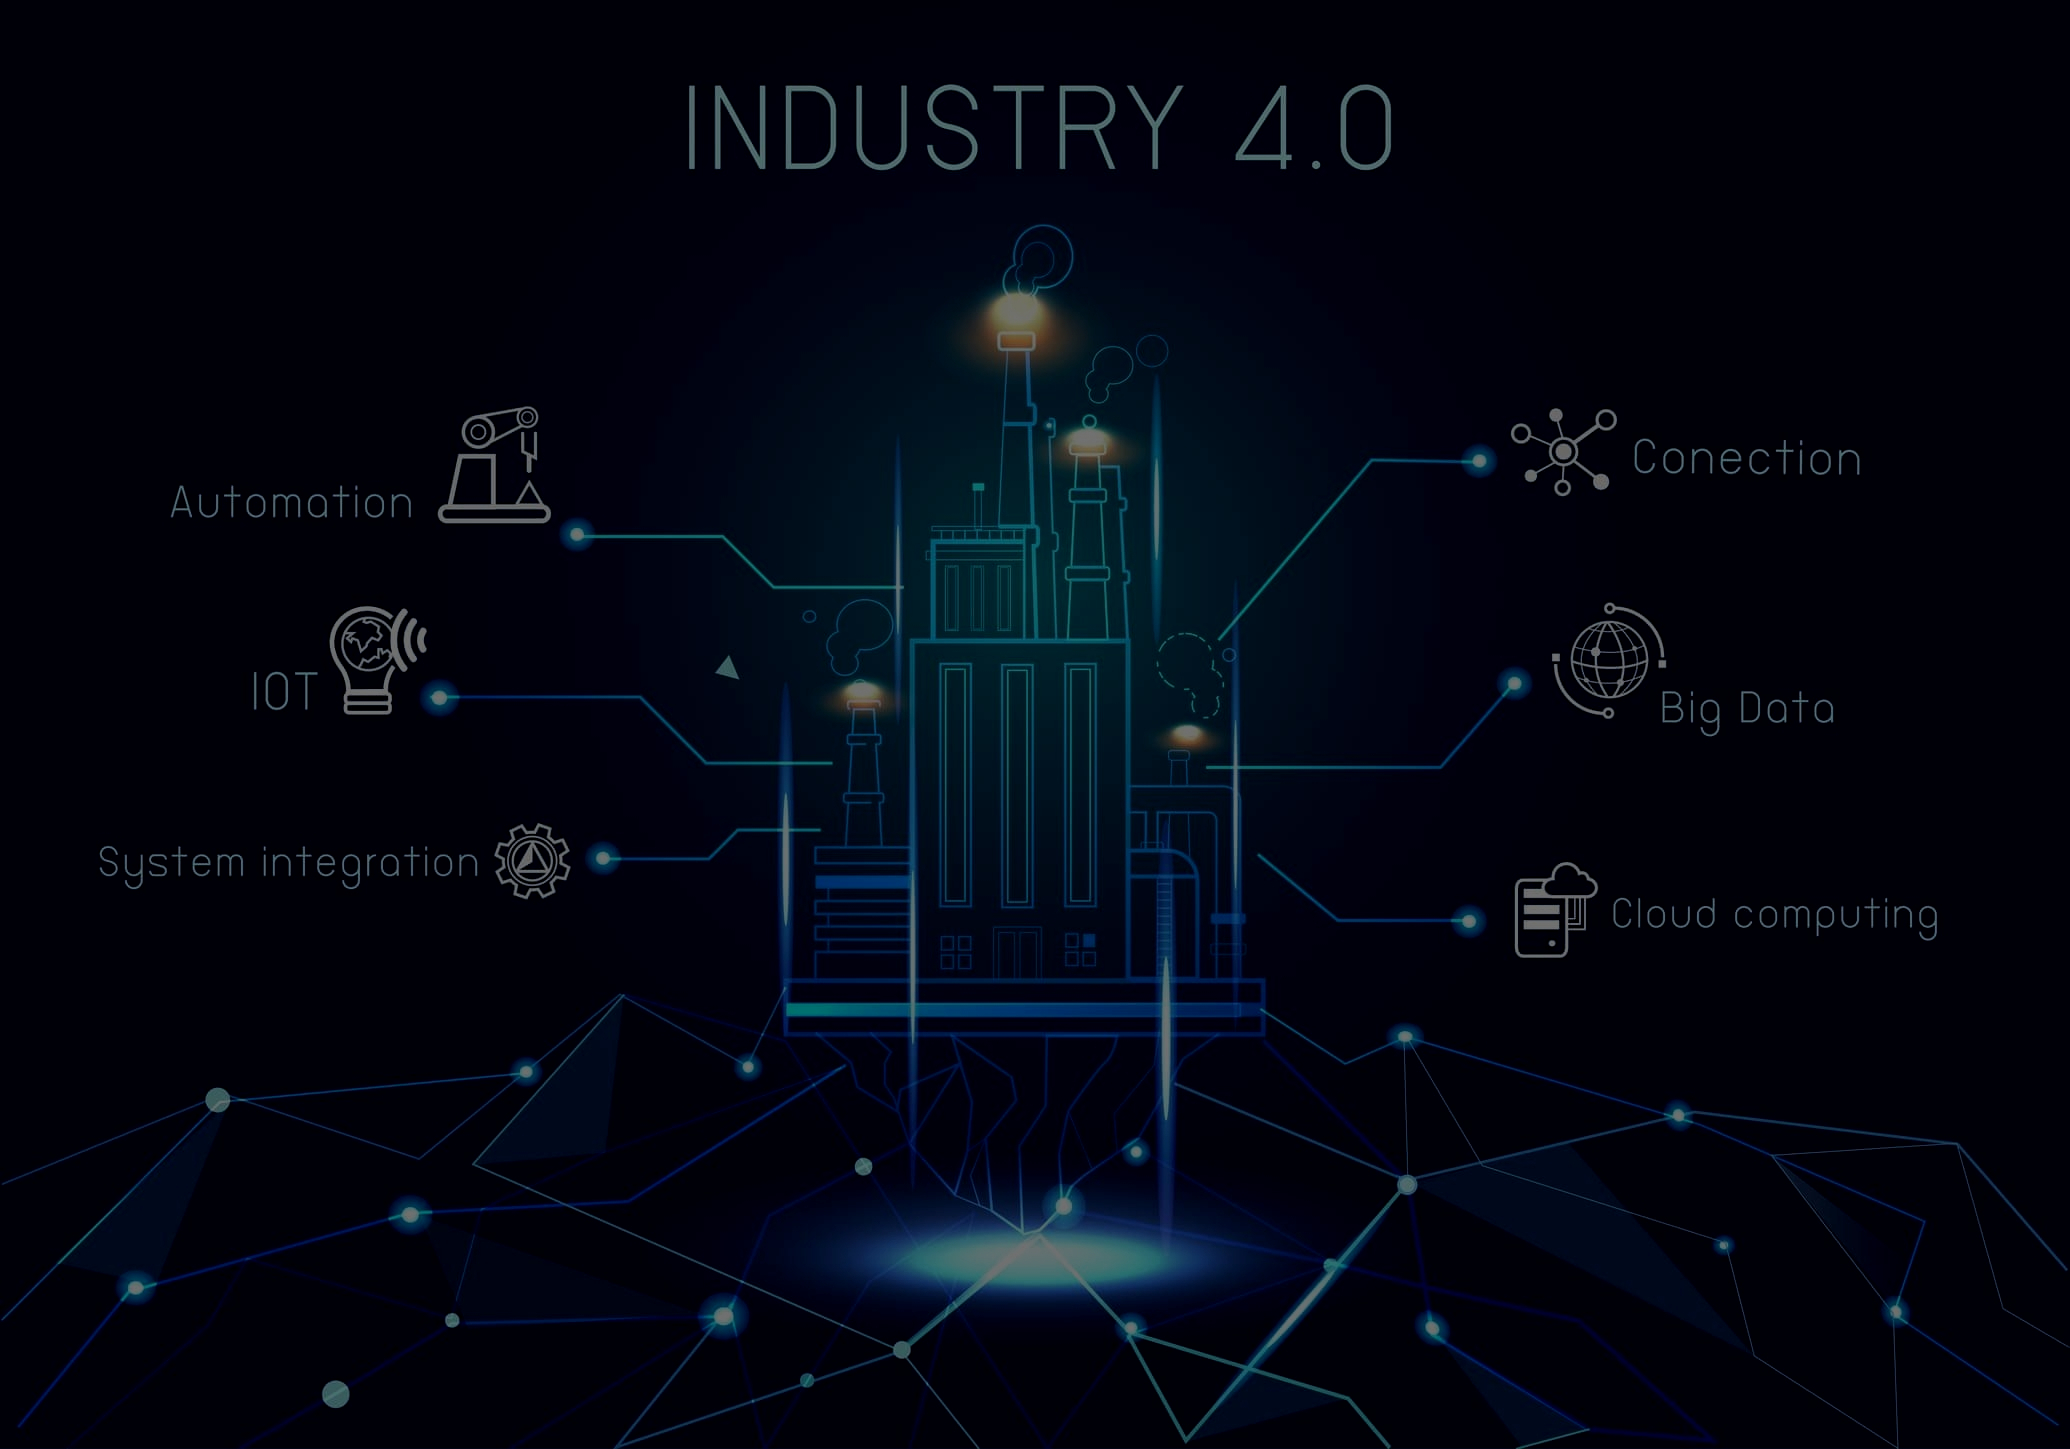 INDUSTRY 4.0
Automation
Conection
IOT
Big Data
System integration
Cloud computing